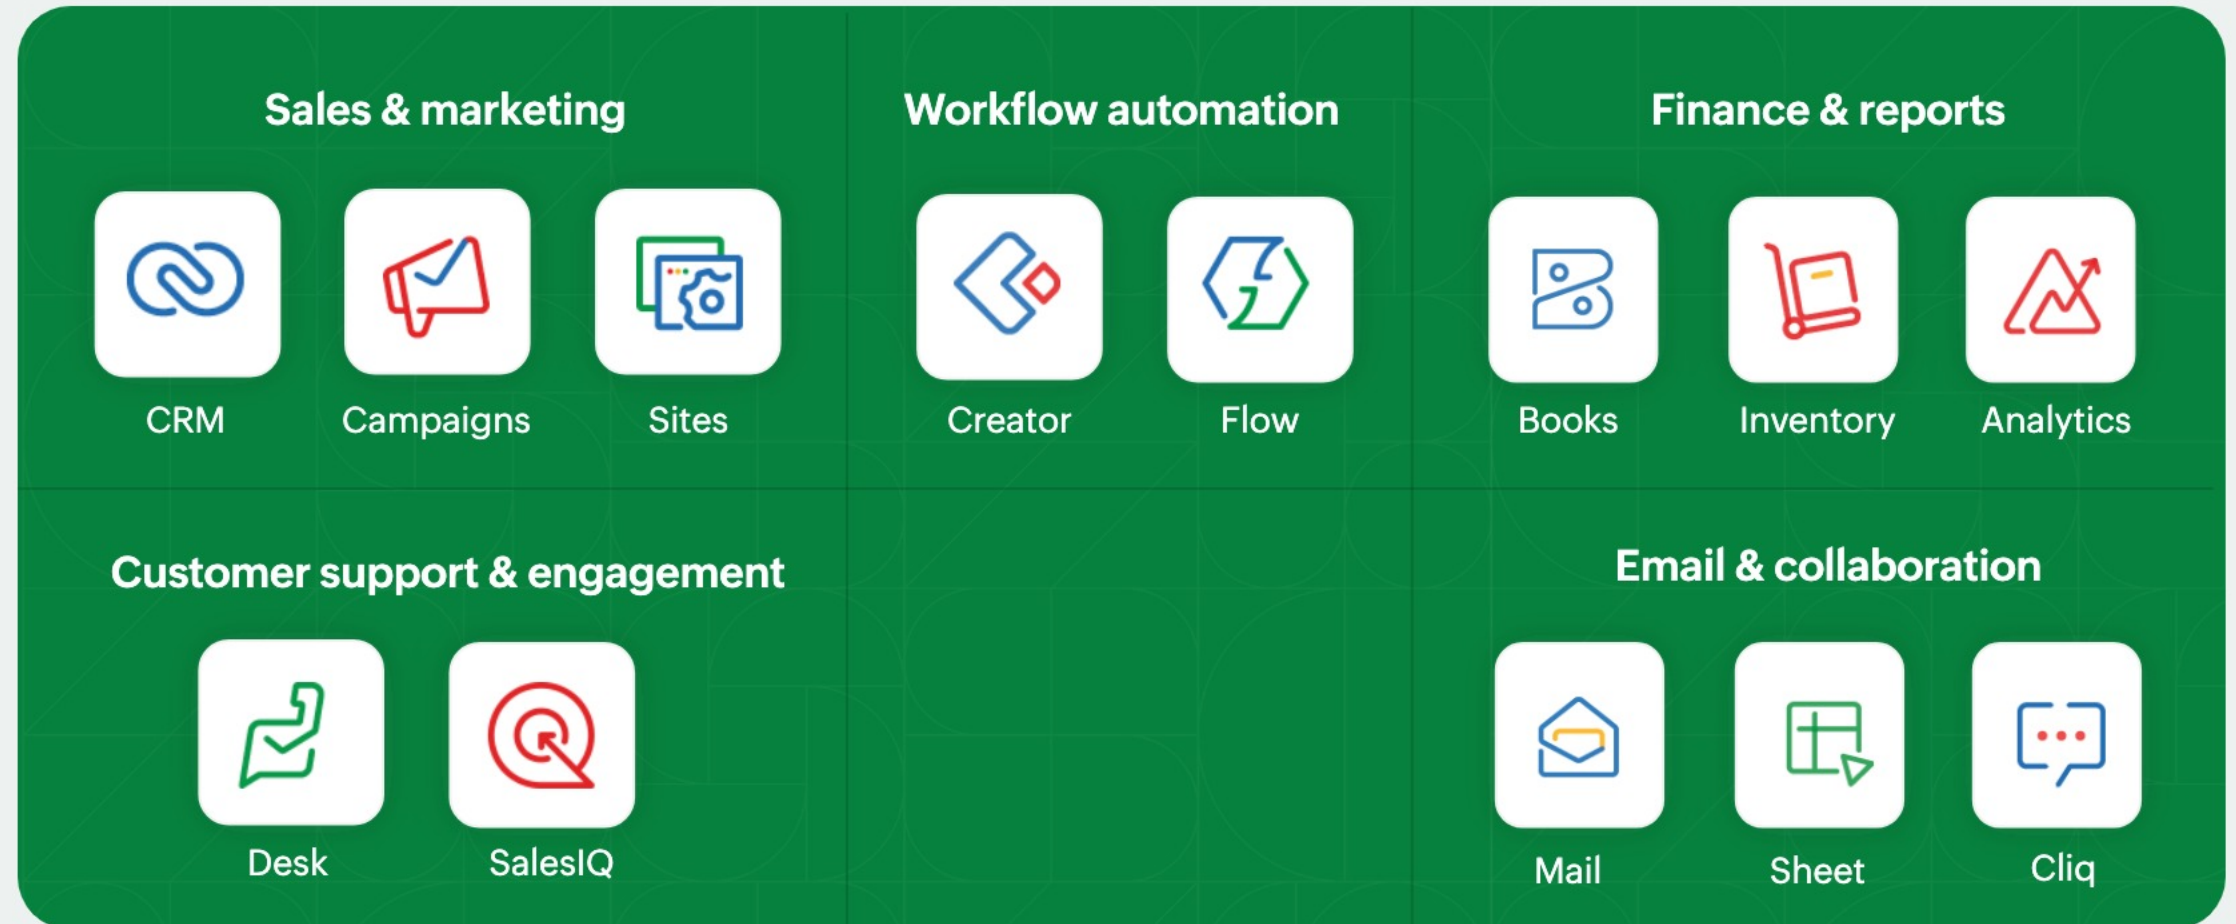 Sales & marketing
CRM
Campaigns
Sites
Workflow automation
Creator
Flow
Finance & reports
Books
Inventory
Analytics
Customer support & engagement
Desk
SalesIQ
Email & collaboration
Mail
Sheet
Cliq